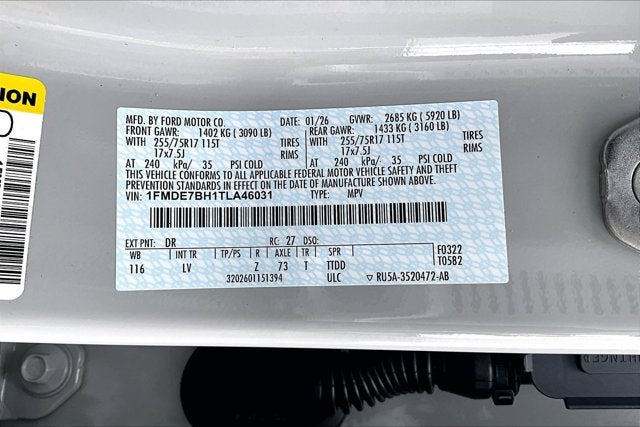 ION
MFD. BY FORD MOTOR CO. DATE: 01/26 GVWR: 2685 KG ( 5920 LB)
FRONT GAWR: 1402 KG ( 3090 LB) REAR GAWR: 1433 KG ( 3160 LB)
WITH 255/75R17 115T TIRES WITH 255/75R17 115T TIRES
17x7.5J RIMS 17x7.5J RIMS
AT 240 kPa/ 35 PSI COLD AT 240 kPa/ 35 PSI COLD
THIS VEHICLE CONFORMS TO ALL APPLICABLE FEDERAL MOTOR VEHICLE SAFETY AND THEFT
PREVENTION STANDARDS IN EFFECT ON THE DATE OF MANUFACTURE SHOWN ABOVE.
VIN: 1FMDE7BH1TLA46031 TYPE: MPV
EXT PNT: DR RC: 27 DSO: F0322
WB INT TR TP/PS R AXLE TR SPR T05B2
116 LV Z 73 T TTDD
3202601151394 ULC RU5A-3520472-AB